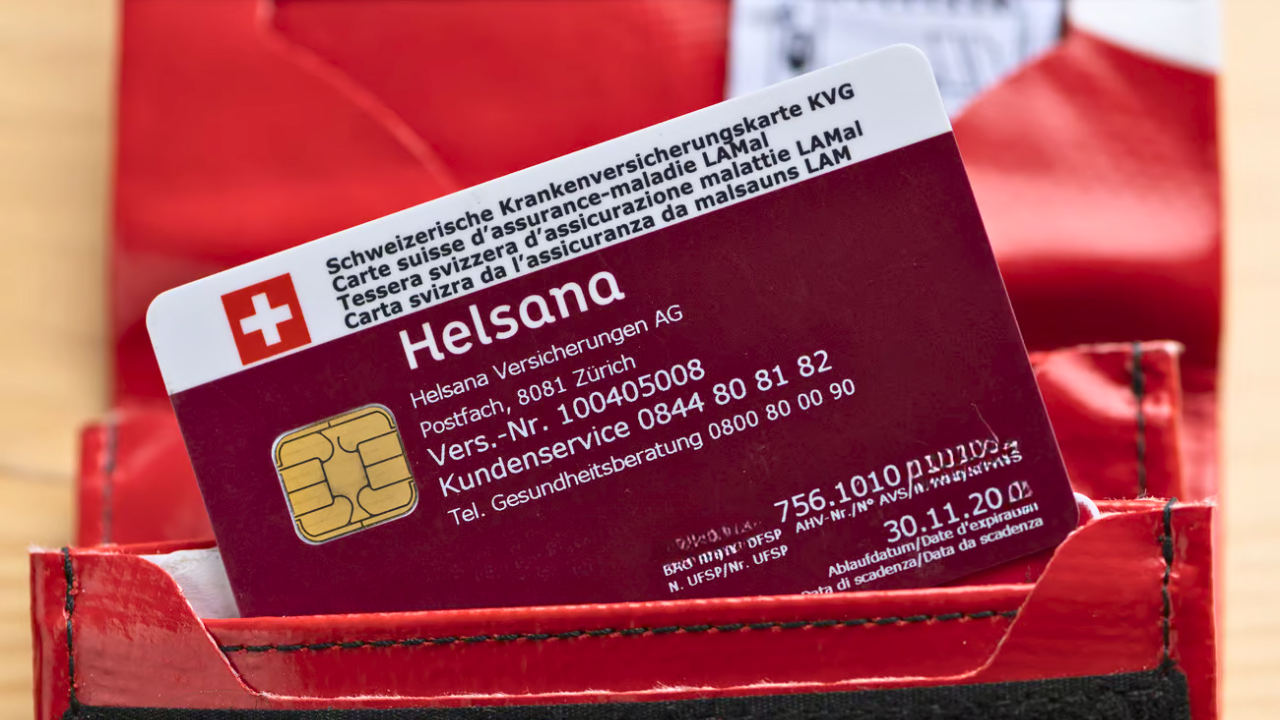 Schweizerische Krankenversicherungskarte KVG
Carte suisse d'assurance-maladie LAMal
Tessera svizzera d'assicurazione malattie LAMal
Carta svizra da l'assicuranza da malsauns LAM
Helsana
Helsana Versicherungen AG
Postfach, 8081 Zürich
Vers.-Nr. 100405008
Kundenservice 0844 80 81 82
Tel. Gesundheitsberatung 0800 80 00 90
756.1010
AHV-Nr./N° AVS/
UFSP
N. UFSP/Nr. UFSP
30.11.20
Ablaufdatum/Date d'expiration
Data di scadenza/Data da scadenza